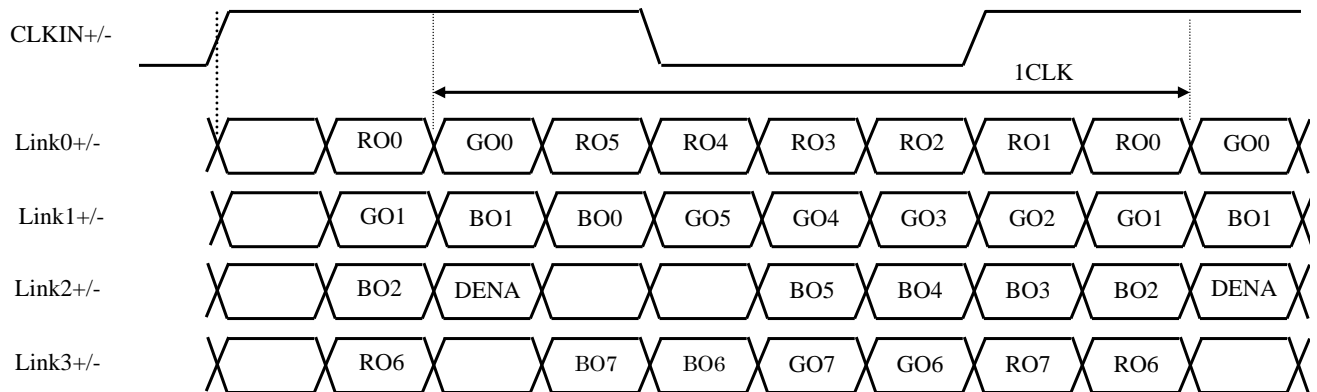 CLKIN+/-
1CLK
Link0+/- RO0 GO0 RO5 RO4 RO3 RO2 RO1 RO0 GO0
Link1+/- GO1 BO1 BO0 GO5 GO4 GO3 GO2 GO1 BO1
Link2+/- BO2 DENA BO5 BO4 BO3 BO2 DENA
Link3+/- RO6 BO7 BO6 GO7 GO6 RO7 RO6